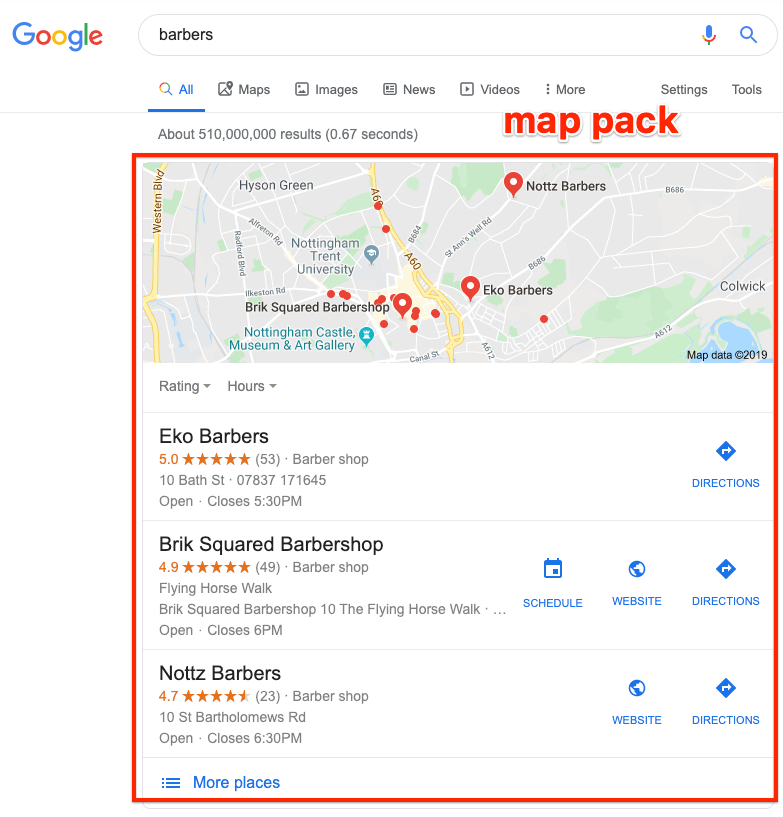 Google
barbers
All Maps Images News Videos More Settings Tools
map pack
About 510,000,000 results (0.67 seconds)
Western Blvd
Hyson Green
A60
Nottz Barbers
B686
Alfreton Rd
Radford Blvd
Nottingham
Trent
University
B684
St Ann's Well Rd
A60
B686
Ilkeston Rd
Eko Barbers
Colwick
Brik Squared Barbershop
Nottingham Castle,
Museum & Art Gallery
Canal St
A612
A612
Map data ©2019
Rating Hours
Eko Barbers
5.0 ★★★★★ (53) · Barber shop
10 Bath St · 07837 171645
Open · Closes 5:30PM
DIRECTIONS
Brik Squared Barbershop
4.9 ★★★★★ (49) · Barber shop
Flying Horse Walk
Brik Squared Barbershop 10 The Flying Horse Walk · ...
Open · Closes 6PM
SCHEDULE WEBSITE DIRECTIONS
Nottz Barbers
4.7 ★★★★★ (23) · Barber shop
10 St Bartholomews Rd
Open · Closes 6:30PM
WEBSITE DIRECTIONS
More places